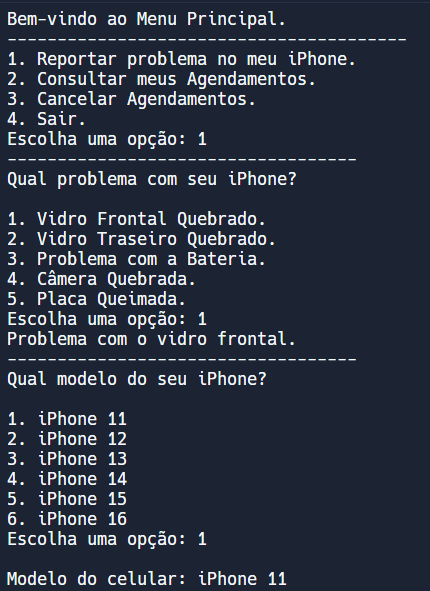 Bem-vindo ao Menu Principal.
----------------------------------------
1. Reportar problema no meu iPhone.
2. Consultar meus Agendamentos.
3. Cancelar Agendamentos.
4. Sair.
Escolha uma opção: 1
-----------------------------------
Qual problema com seu iPhone?
1. Vidro Frontal Quebrado.
2. Vidro Traseiro Quebrado.
3. Problema com a Bateria.
4. Câmera Quebrada.
5. Placa Queimada.
Escolha uma opção: 1
Problema com o vidro frontal.
-----------------------------------
Qual modelo do seu iPhone?
1. iPhone 11
2. iPhone 12
3. iPhone 13
4. iPhone 14
5. iPhone 15
6. iPhone 16
Escolha uma opção: 1
Modelo do celular: iPhone 11